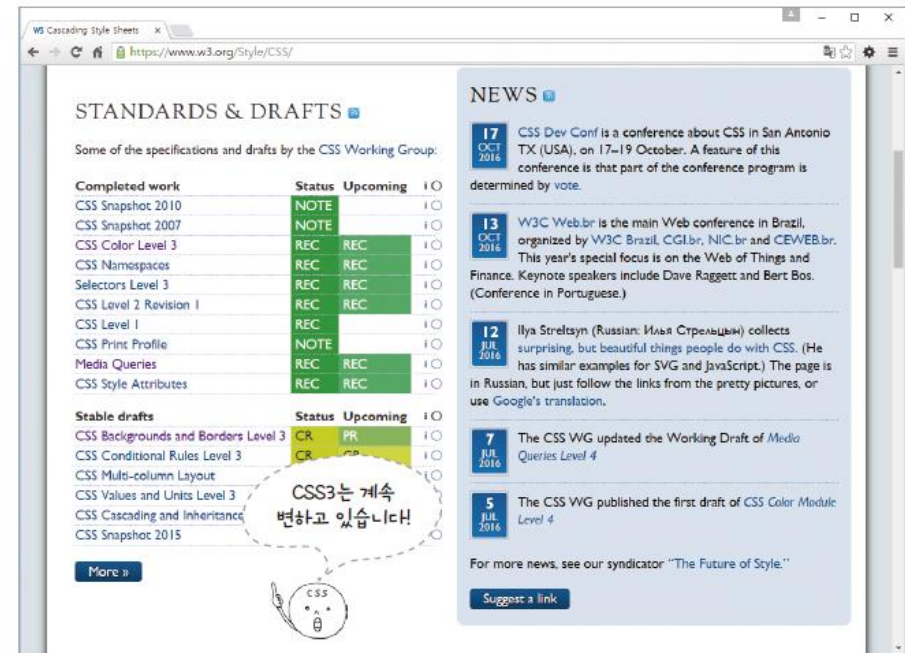 W3 Cascading Style Sheets
https://www.w3.org/Style/CSS/
STANDARDS & DRAFTS
Some of the specifications and drafts by the CSS Working Group:
Completed work Status Upcoming i O
CSS Snapshot 2010 NOTE i O
CSS Snapshot 2007 NOTE i O
CSS Color Level 3 REC REC i O
CSS Namespaces REC REC i O
Selectors Level 3 REC REC i O
CSS Level 2 Revision 1 REC REC i O
CSS Level 1 REC i O
CSS Print Profile NOTE i O
Media Queries REC REC i O
CSS Style Attributes REC REC i O
Stable drafts Status Upcoming i O
CSS Backgrounds and Borders Level 3 CR PR i O
CSS Conditional Rules Level 3 CR CR i O
CSS Multi-column Layout
CSS Values and Units Level 3
CSS Cascading and Inheritance
CSS Snapshot 2015
More »
CSS3는 계속
변하고 있습니다!
CSS
NEWS
17 OCT 2016
CSS Dev Conf is a conference about CSS in San Antonio
TX (USA), on 17–19 October. A feature of this
conference is that part of the conference program is
determined by vote.
13 OCT 2016
W3C Web.br is the main Web conference in Brazil,
organized by W3C Brazil, CGI.br, NIC.br and CEWEB.br.
This year's special focus is on the Web of Things and
Finance. Keynote speakers include Dave Raggett and Bert Bos.
(Conference in Portuguese.)
12 JUL 2016
Ilya Streltsyn (Russian: Илья Стрельцын) collects
surprising, but beautiful things people do with CSS. (He
has similar examples for SVG and JavaScript.) The page is
in Russian, but just follow the links from the pretty pictures, or
use Google's translation.
7 JUL 2016
The CSS WG updated the Working Draft of Media
Queries Level 4
5 JUL 2016
The CSS WG published the first draft of CSS Color Module
Level 4
For more news, see our syndicator "The Future of Style."
Suggest a link